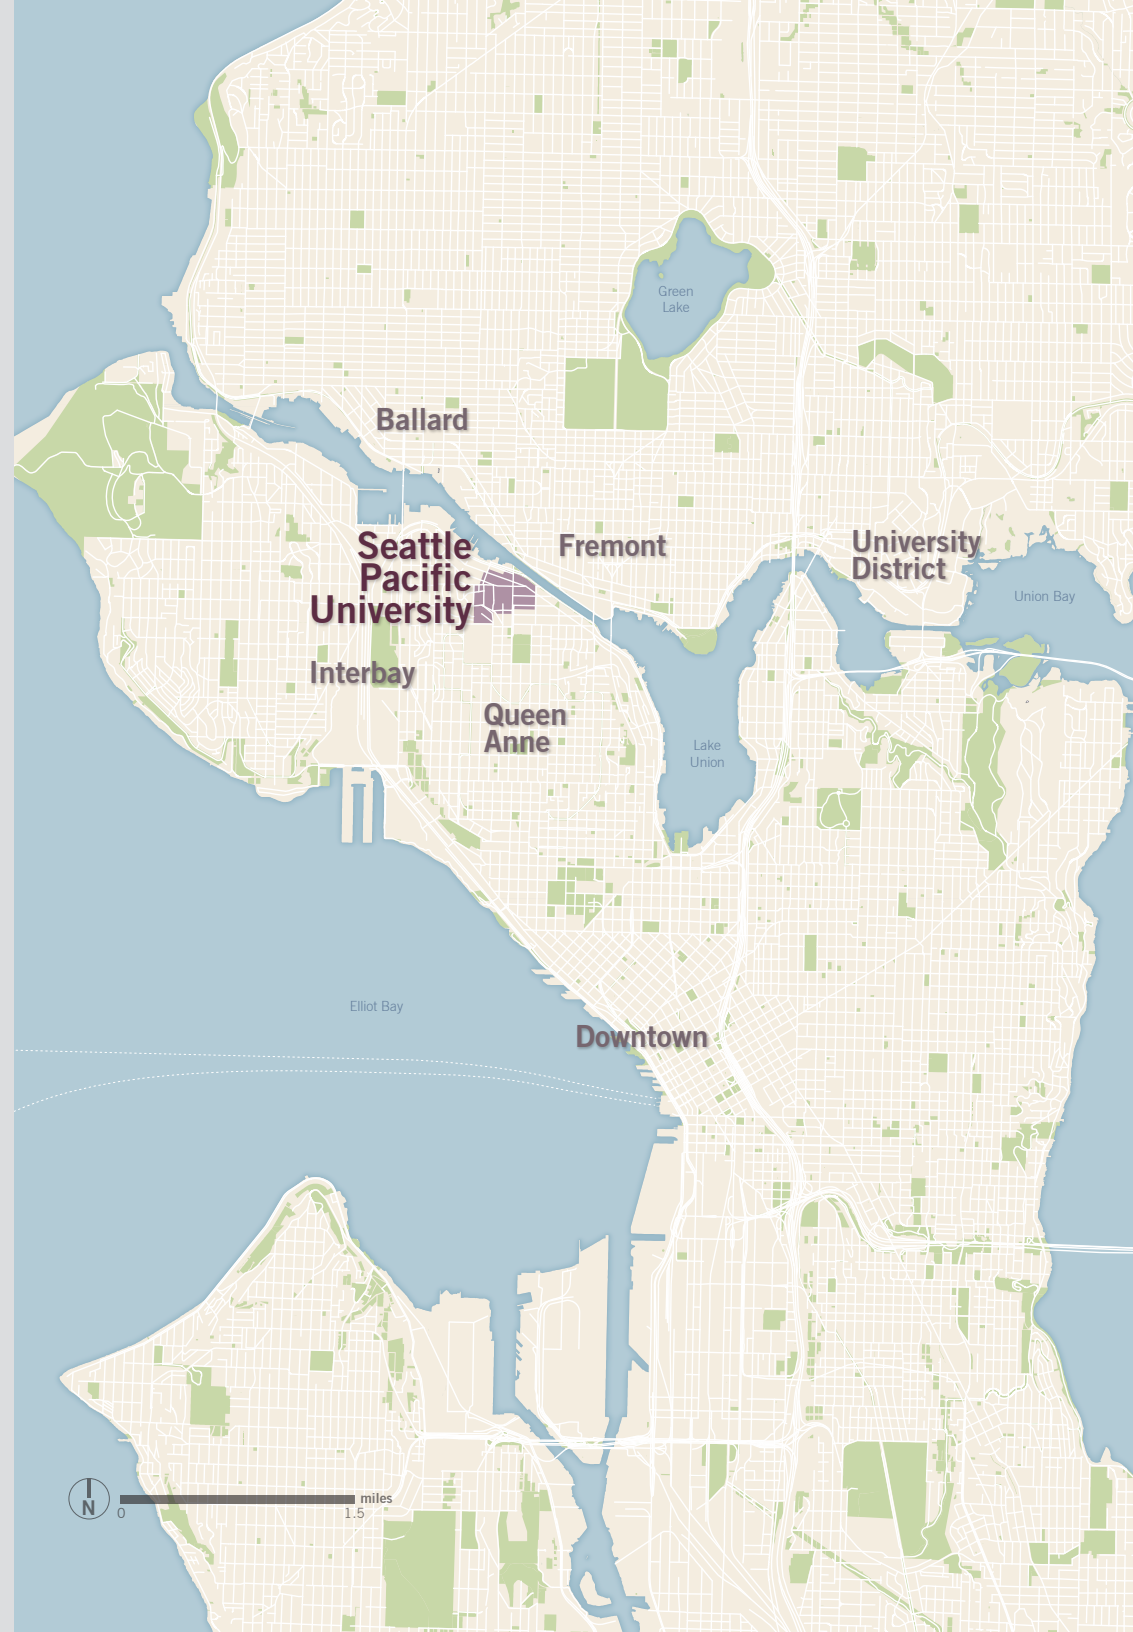 Green
Lake
Ballard
Seattle
Pacific
University
Fremont
University
District
Union Bay
Interbay
Queen
Anne
Lake
Union
Elliot Bay
Downtown
N
miles
0
1.5